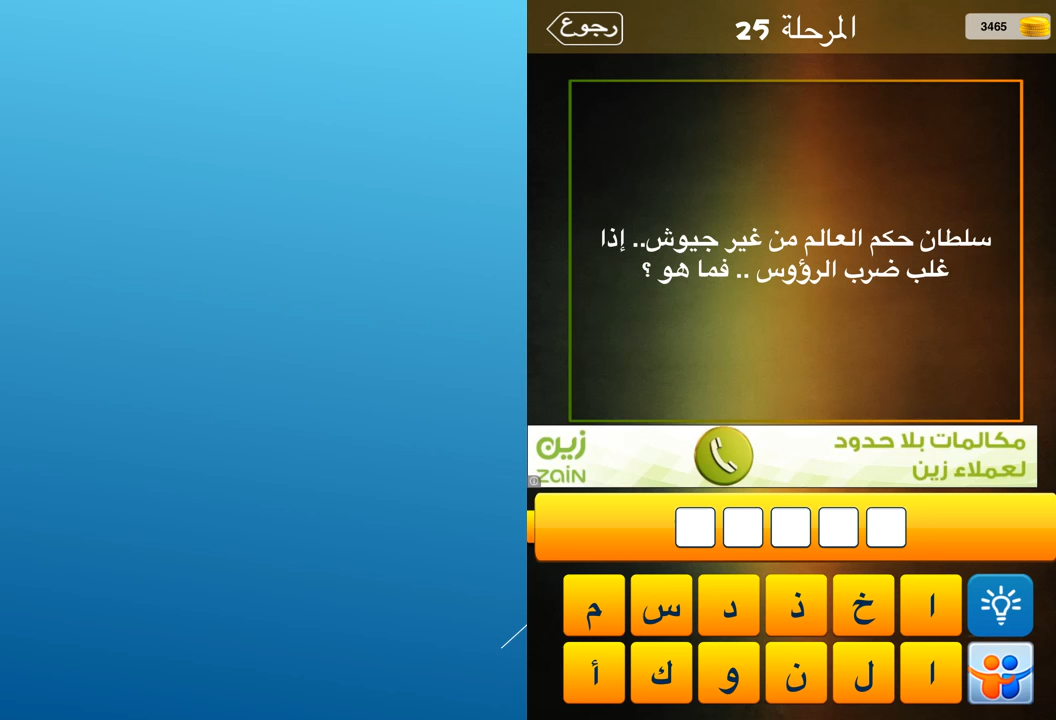 رجوع
المرحلة 25
3465
سلطان حكم العالم من غير جيوش.. إذا
غلب ضرب الرؤوس .. فما هو ؟
زين
ZAIN
مكالمات بلا حدود
لعملاء زين
م س د ذ خ ا
أ ك و ن ل ا